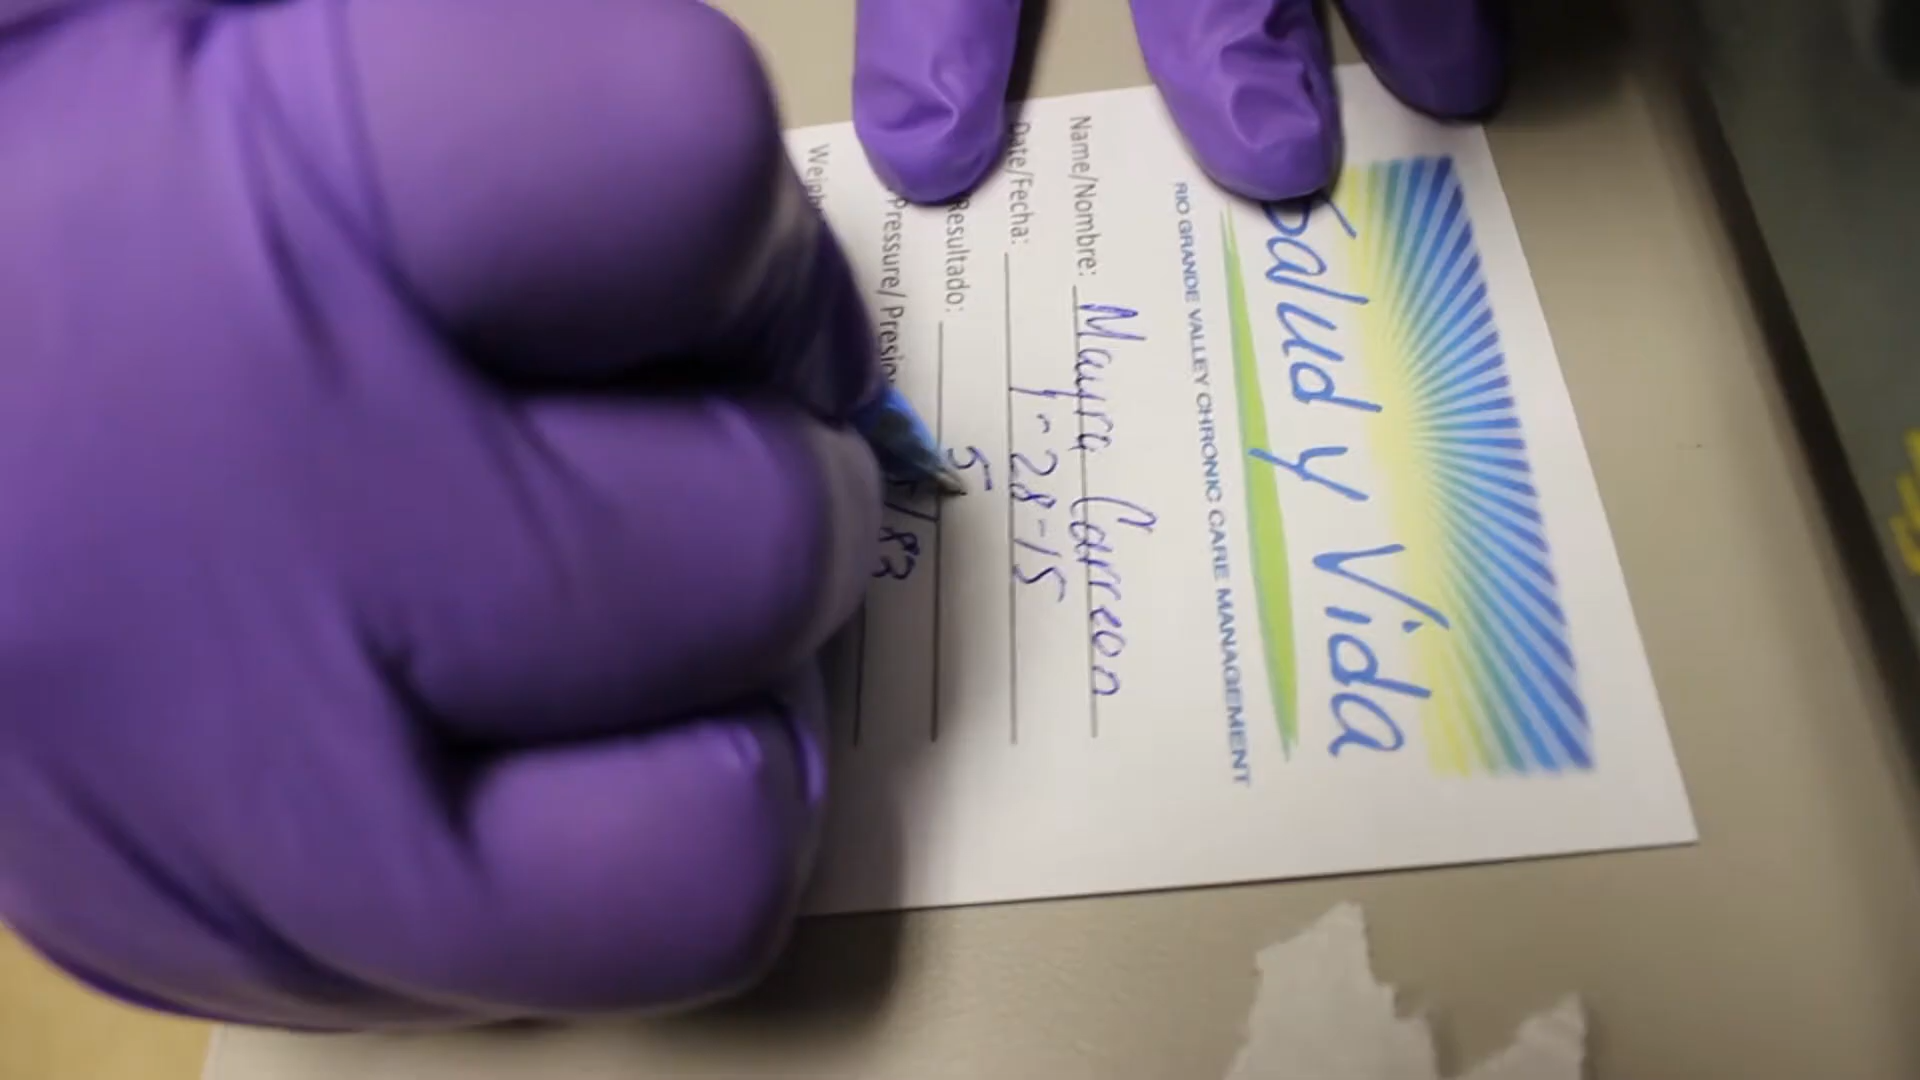 Salud y Vida
RIO GRANDE VALLEY CHRONIC CARE MANAGEMENT
Name/Nombre: Mayra Carreon
Date/Fecha: 1-28-15
Resultado: 5
Pressure/ Presion /83